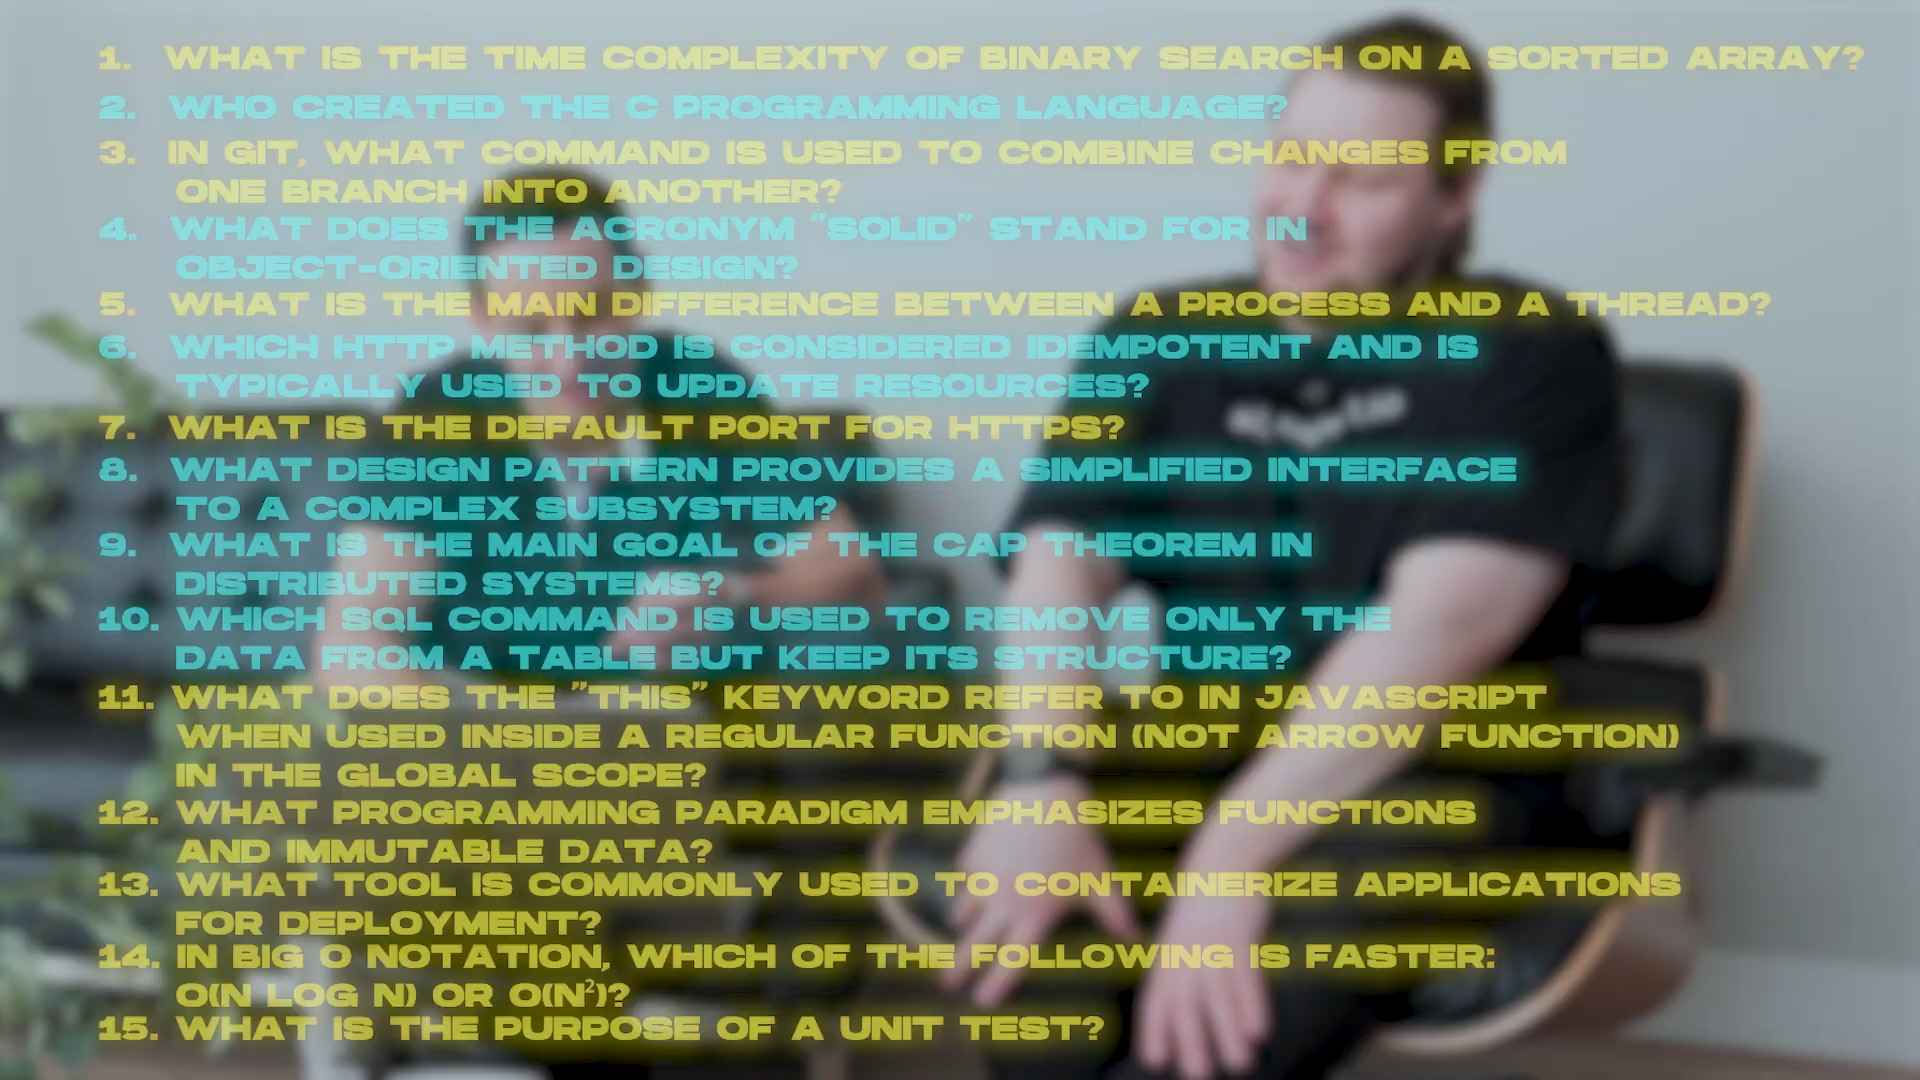 1. WHAT IS THE TIME COMPLEXITY OF BINARY SEARCH ON A SORTED ARRAY?
2. WHO CREATED THE C PROGRAMMING LANGUAGE?
3. IN GIT, WHAT COMMAND IS USED TO COMBINE CHANGES FROM
ONE BRANCH INTO ANOTHER?
4. WHAT DOES THE ACRONYM "SOLID" STAND FOR IN
OBJECT-ORIENTED DESIGN?
5. WHAT IS THE MAIN DIFFERENCE BETWEEN A PROCESS AND A THREAD?
6. WHICH HTTP METHOD IS CONSIDERED IDEMPOTENT AND IS
TYPICALLY USED TO UPDATE RESOURCES?
7. WHAT IS THE DEFAULT PORT FOR HTTPS?
8. WHAT DESIGN PATTERN PROVIDES A SIMPLIFIED INTERFACE
TO A COMPLEX SUBSYSTEM?
9. WHAT IS THE MAIN GOAL OF THE CAP THEOREM IN
DISTRIBUTED SYSTEMS?
10. WHICH SQL COMMAND IS USED TO REMOVE ONLY THE
DATA FROM A TABLE BUT KEEP ITS STRUCTURE?
11. WHAT DOES THE "THIS" KEYWORD REFER TO IN JAVASCRIPT
WHEN USED INSIDE A REGULAR FUNCTION (NOT ARROW FUNCTION)
IN THE GLOBAL SCOPE?
12. WHAT PROGRAMMING PARADIGM EMPHASIZES FUNCTIONS
AND IMMUTABLE DATA?
13. WHAT TOOL IS COMMONLY USED TO CONTAINERIZE APPLICATIONS
FOR DEPLOYMENT?
14. IN BIG O NOTATION, WHICH OF THE FOLLOWING IS FASTER:
O(N LOG N) OR O(N²)?
15. WHAT IS THE PURPOSE OF A UNIT TEST?